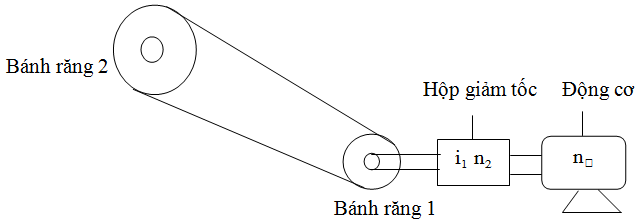 Bánh răng 2
Hộp giảm tốc
Động cơ
i₁ n₂
n□
Bánh răng 1